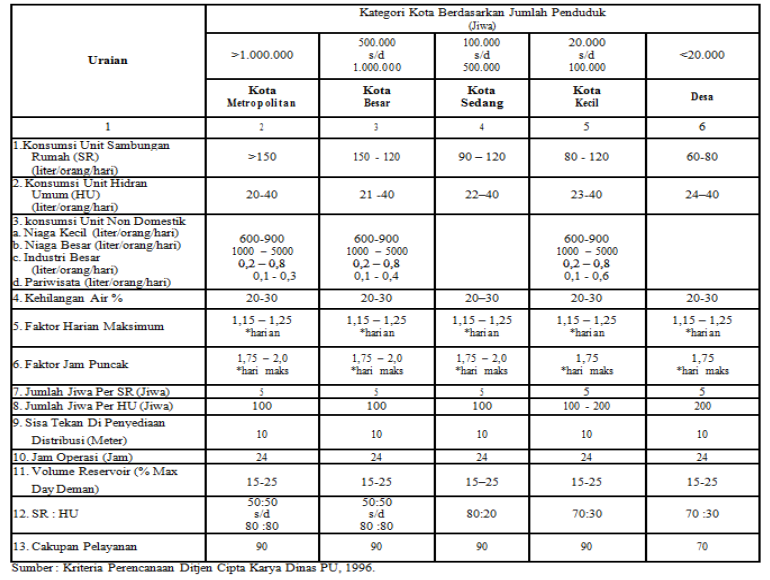 Kategori Kota Berdasarkan Jumlah Penduduk
(Jiwa)
Uraian
>1.000.000
500.000
s/d
1.000.000
100.000
s/d
500.000
20.000
s/d
100.000
<20.000
Kota
Metropolitan
Kota
Besar
Kota
Sedang
Kota
Kecil
Desa
1 2 3 4 5 6
1.Konsumsi Unit Sambungan
Rumah (SR)
(liter/orang/hari)
>150 150 - 120 90 – 120 80 - 120 60-80
2. Konsumsi Unit Hidran
Umum (HU)
(liter/orang/hari)
20-40 21 -40 22–40 23-40 24–40
3. konsumsi Unit Non Domestik
a. Niaga Kecil (liter/orang/hari)
b. Niaga Besar (liter/orang/hari)
c. Industri Besar
(liter/orang/hari)
d. Pariwisata (liter/orang/hari)
600-900
1000 – 5000
0,2 – 0,8
0,1 - 0,3
600-900
1000 – 5000
0,2 – 0,8
0,1 - 0,4
600-900
1000 – 5000
0,2 – 0,8
0,1 - 0,6
4. Kehilangan Air % 20-30 20-30 20–30 20-30 20-30
5. Faktor Harian Maksimum
1,15 – 1,25
*harian
1,15 – 1,25
*harian
1,15 – 1,25
*harian
1,15 – 1,25
*harian
1,15 – 1,25
*harian
6. Faktor Jam Puncak
1,75 – 2,0
*hari maks
1,75 – 2,0
*hari maks
1,75 – 2,0
*hari maks
1,75
*hari maks
1,75
*hari maks
7. Jumlah Jiwa Per SR (Jiwa) 5 5 5 5 5
8. Jumlah Jiwa Per HU (Jiwa) 100 100 100 100 - 200 200
9. Sisa Tekan Di Penyediaan
Distribusi (Meter)
10 10 10 10 10
10. Jam Operasi (Jam) 24 24 24 24 24
11. Volume Reservoir (% Max
Day Deman)
15-25 15-25 15–25 15-25 15-25
12. SR : HU
50:50
s/d
80 :80
50:50
s/d
80 :80
80:20
70:30
70 :30
13. Cakupan Pelayanan 90 90 90 90 70
Sumber : Kriteria Perencanaan Ditjen Cipta Karya Dinas PU, 1996.